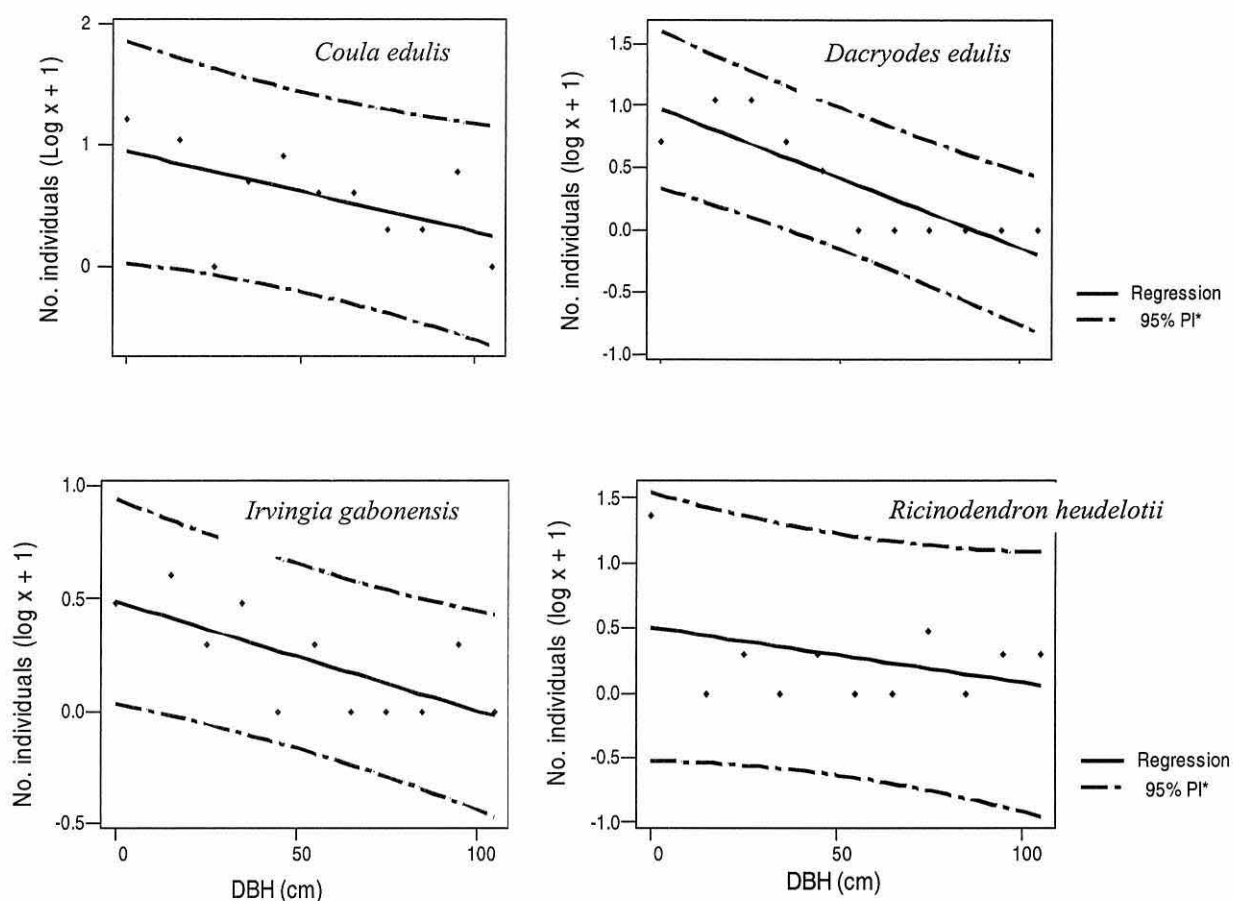 Coula edulis
No. individuals (Log x + 1)
2
1
0
Dacryodes edulis
No. individuals (log x + 1)
1.5
1.0
0.5
0.0
-0.5
-1.0
Regression
95% PI*
Irvingia gabonensis
No. individuals (log x + 1)
1.0
0.5
0.0
-0.5
0
50
100
DBH (cm)
Ricinodendron heudelotii
No. individuals (log x + 1)
1.5
1.0
0.5
0.0
-0.5
-1.0
0
50
100
DBH (cm)
Regression
95% PI*